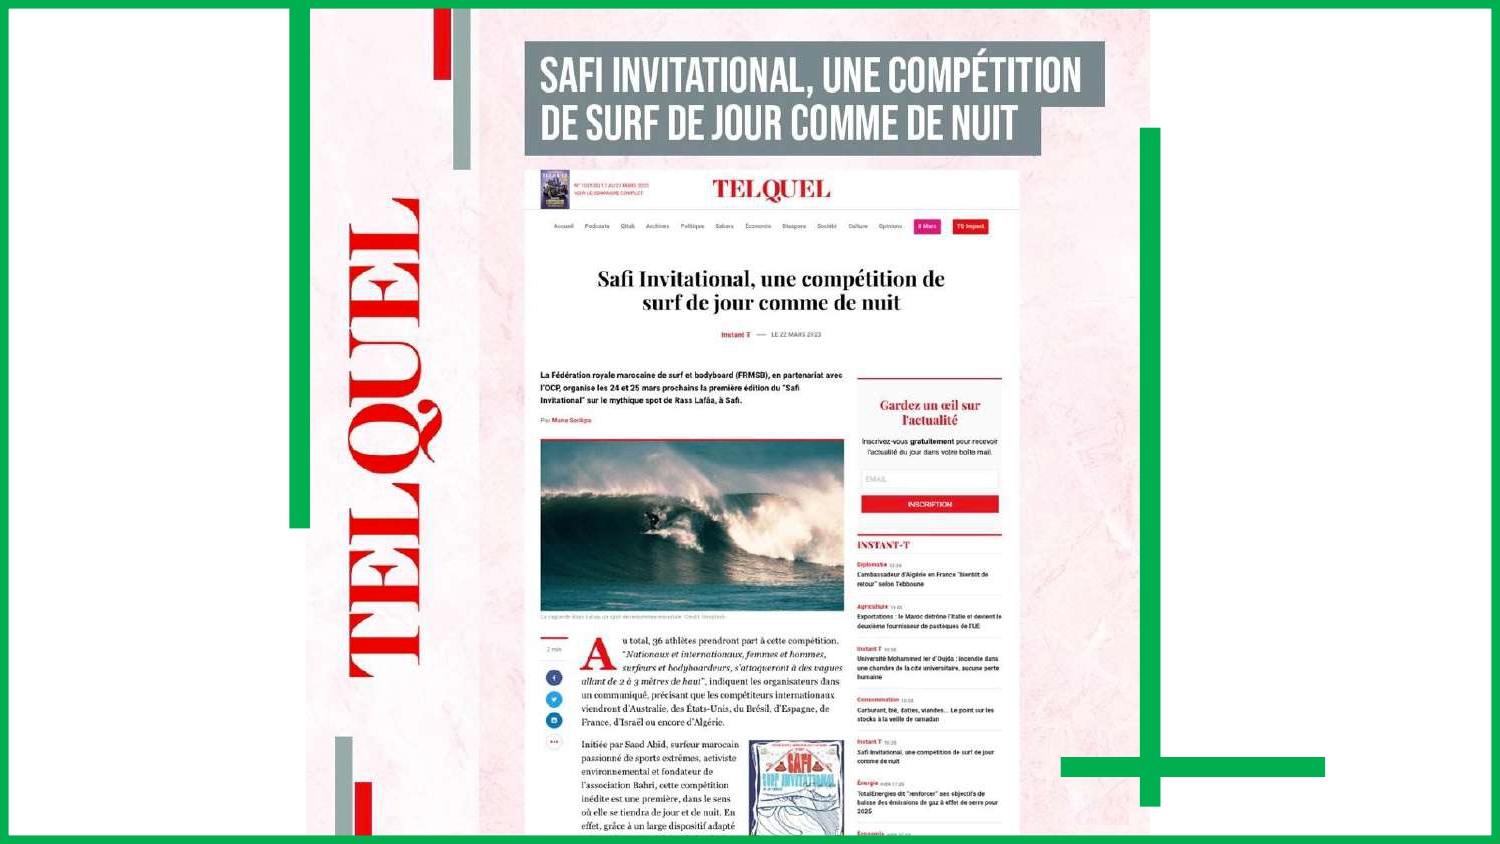 SAFI INVITATIONAL, UNE COMPÉTITION
DE SURF DE JOUR COMME DE NUIT
TELQUEL
TELQUEL
VOIR LE SOMMAIRE COMPLET
Accueil Podcasts Qitab Archives Politique Sahara Économie Diaspora Société Culture Opinions 8 Mars TQ Impact
Safi Invitational, une compétition de
surf de jour comme de nuit
Instant T — LE 22 MARS 2023
La Fédération royale marocaine de surf et bodyboard (FRMSB), en partenariat avec
l'OCP, organise les 24 et 25 mars prochains la première édition du "Safi
Invitational" sur le mythique spot de Rass Lafâa, à Safi.
Par
2 min
Au total, 36 athlètes prendront part à cette compétition.
"Nationaux et internationaux, femmes et hommes,
surfeurs et bodyboardeurs, s'attaqueront à des vagues
allant de 2 à 3 mètres de haut", indiquent les organisateurs dans
un communiqué, précisant que les compétiteurs internationaux
viendront d'Australie, des États-Unis, du Brésil, d'Espagne, de
France, d'Israël ou encore d'Algérie.
Initiée par Saad Abid, surfeur marocain
passionné de sports extrêmes, activiste
environnemental et fondateur de
l'association Bahri, cette compétition
inédite est une première, dans le sens
où elle se tiendra de jour et de nuit. En
effet, grâce à un large dispositif adapté
SAFI
SURF INVITATIONAL
Gardez un œil sur
l'actualité
Inscrivez-vous gratuitement pour recevoir
l'actualité du jour dans votre boîte mail.
EMAIL
INSCRIPTION
INSTANT-T
Diplomatie
L'ambassadeur d'Algérie en France "bientôt de
retour" selon Tebboune
Agriculture
Exportations : le Maroc détrône l'Italie et devient le
deuxième fournisseur de pastèques de l'UE
Instant T
Université Mohammed Ier d'Oujda : incendie dans
une chambre de la cité universitaire, aucune perte
humaine
Consommation
Carburant, blé, dattes, viandes... Le point sur les
stocks à la veille de ramadan
Instant T
Safi Invitational, une compétition de surf de jour
comme de nuit
Énergie
TotalEnergies dit "renforcer" ses objectifs de
baisse des émissions de gaz à effet de serre pour
2025
Économie